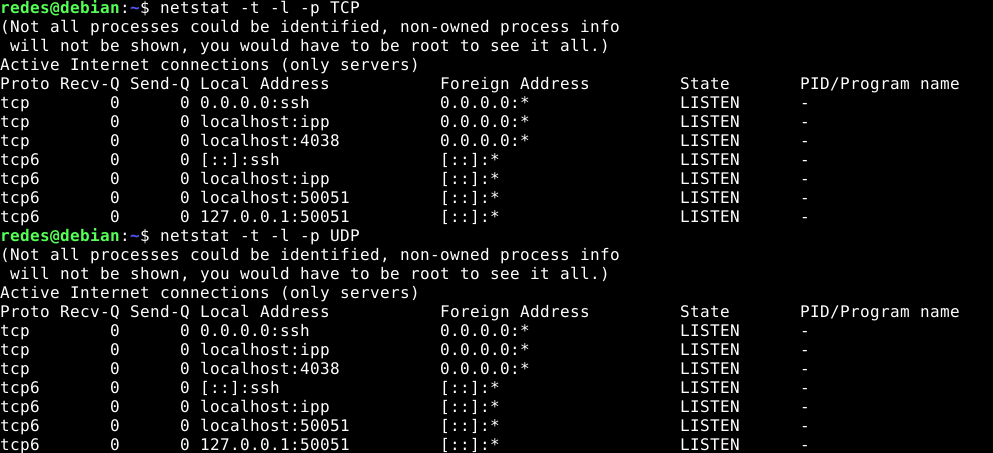 redes@debian:~$ netstat -t -l -p TCP
(Not all processes could be identified, non-owned process info
 will not be shown, you would have to be root to see it all.)
Active Internet connections (only servers)
Proto Recv-Q Send-Q Local Address           Foreign Address         State       PID/Program name
tcp        0      0 0.0.0.0:ssh             0.0.0.0:*               LISTEN      -
tcp        0      0 localhost:ipp           0.0.0.0:*               LISTEN      -
tcp        0      0 localhost:4038          0.0.0.0:*               LISTEN      -
tcp6       0      0 [::]:ssh                [::]:*                  LISTEN      -
tcp6       0      0 localhost:ipp           [::]:*                  LISTEN      -
tcp6       0      0 localhost:50051         [::]:*                  LISTEN      -
tcp6       0      0 127.0.0.1:50051         [::]:*                  LISTEN      -
redes@debian:~$ netstat -t -l -p UDP
(Not all processes could be identified, non-owned process info
 will not be shown, you would have to be root to see it all.)
Active Internet connections (only servers)
Proto Recv-Q Send-Q Local Address           Foreign Address         State       PID/Program name
tcp        0      0 0.0.0.0:ssh             0.0.0.0:*               LISTEN      -
tcp        0      0 localhost:ipp           0.0.0.0:*               LISTEN      -
tcp        0      0 localhost:4038          0.0.0.0:*               LISTEN      -
tcp6       0      0 [::]:ssh                [::]:*                  LISTEN      -
tcp6       0      0 localhost:ipp           [::]:*                  LISTEN      -
tcp6       0      0 localhost:50051         [::]:*                  LISTEN      -
tcp6       0      0 127.0.0.1:50051         [::]:*                  LISTEN      -